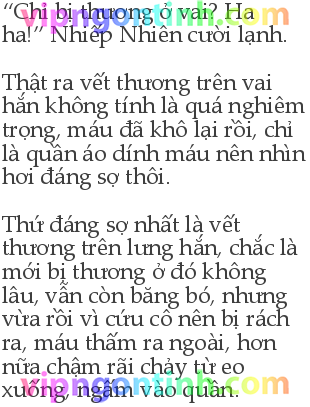 “Chỉ bị thương ở vai? Ha
ha!” Nhiếp Nhiên cười lạnh.
Thật ra vết thương trên vai
hắn không tính là quá nghiêm
trọng, máu đã khô lại rồi, chỉ
là quần áo dính máu nên nhìn
hơi đáng sợ thôi.
Thứ đáng sợ nhất là vết
thương trên lưng hắn, chắc là
mới bị thương ở đó không
lâu, vẫn còn băng bó, nhưng
vừa rồi vì cứu cô nên bị rách
ra, máu thấm ra ngoài, hơn
nữa chậm rãi chảy từ eo
xuống, ngấm vào quần.
vipngontinh.com
vipngontinh.com